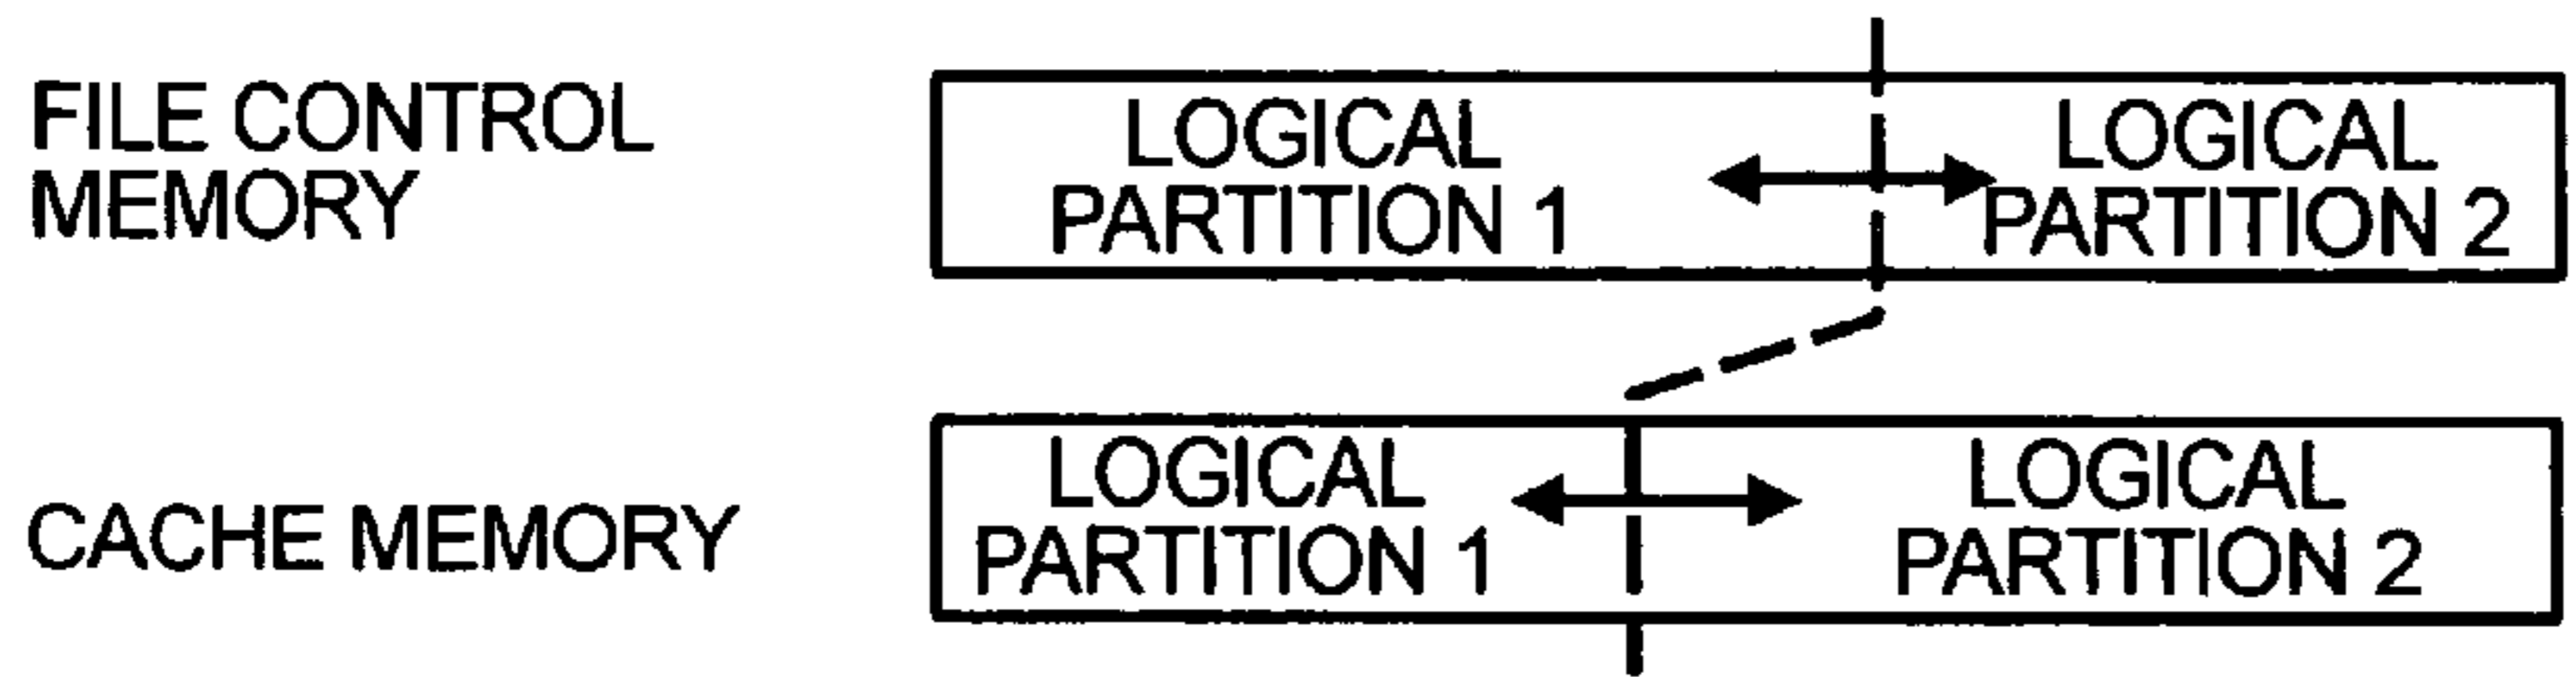 FILE CONTROL
MEMORY
LOGICAL
PARTITION 1
LOGICAL
PARTITION 2
CACHE MEMORY
LOGICAL
PARTITION 1
LOGICAL
PARTITION 2